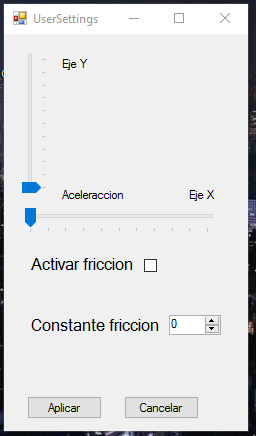 UserSettings
Eje Y
Aceleraccion Eje X
Activar friccion
Constante friccion 0
Aplicar Cancelar